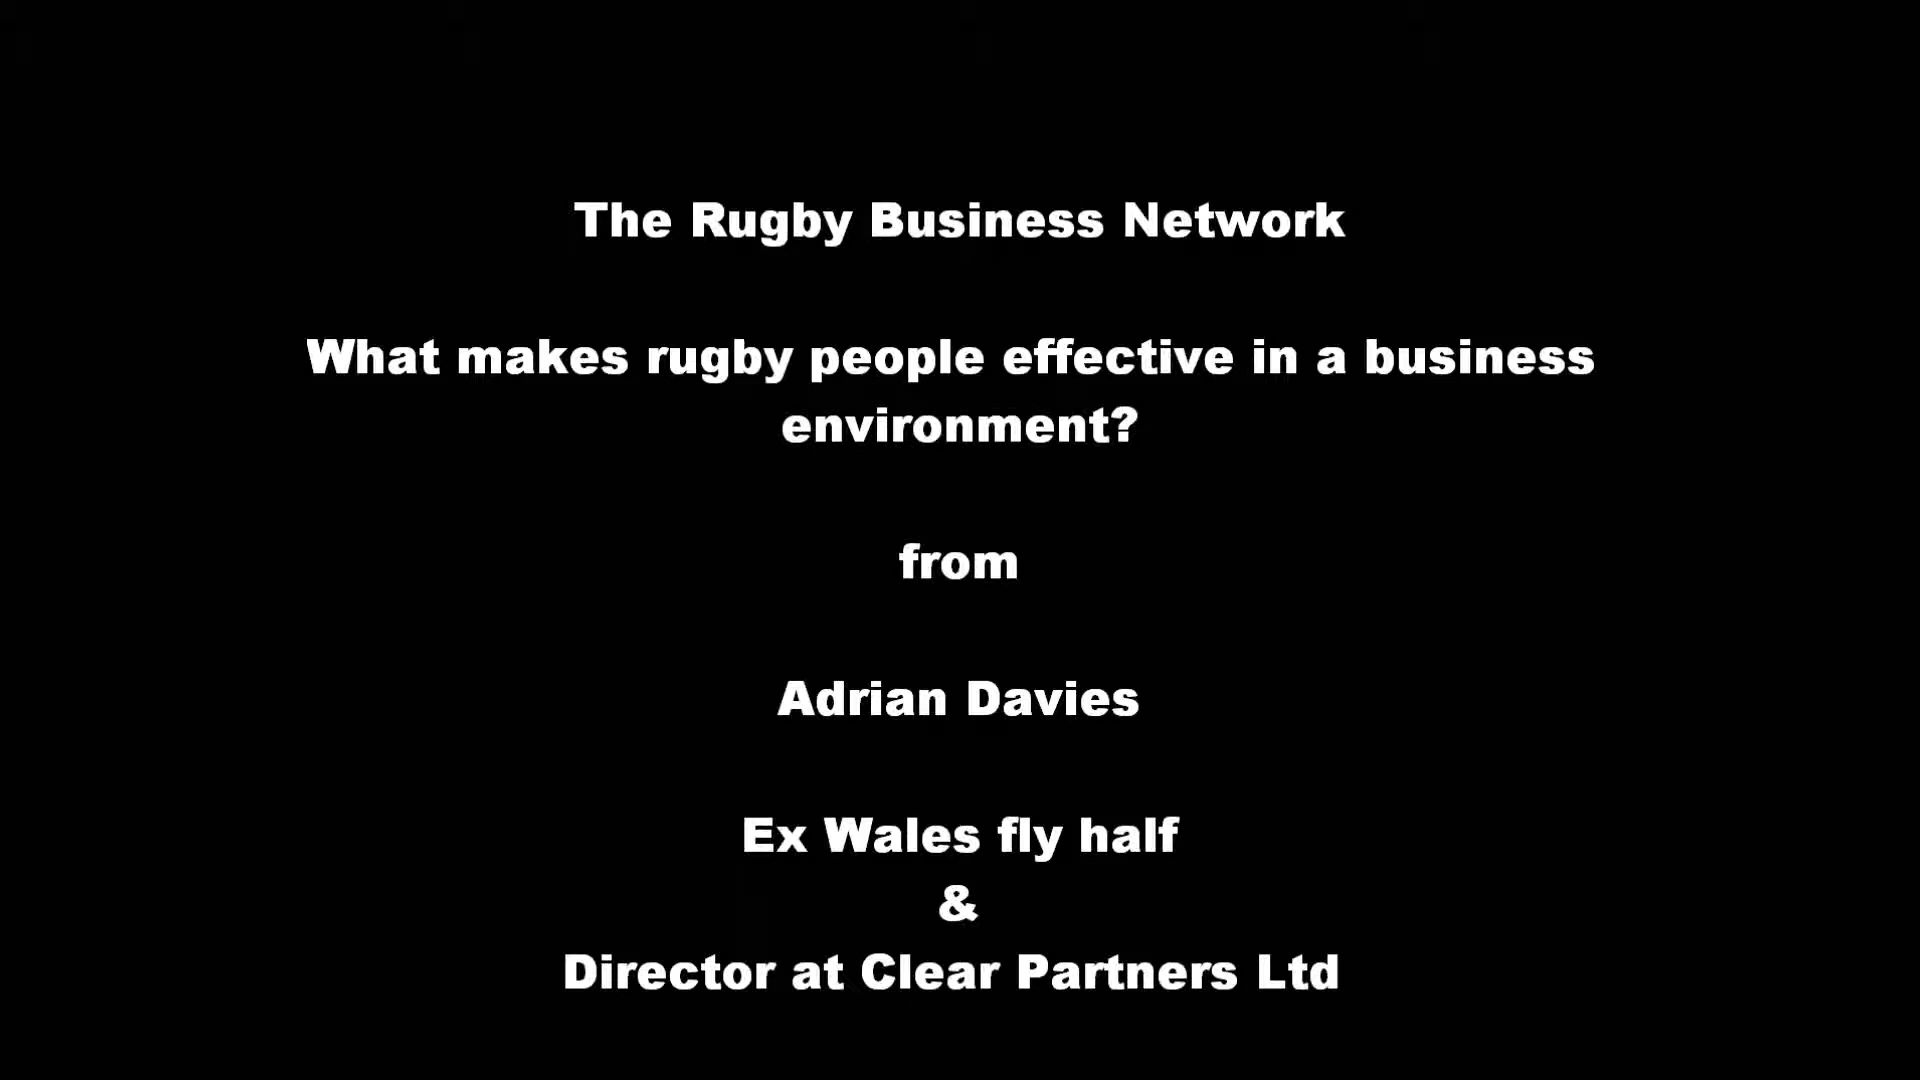 The Rugby Business Network
What makes rugby people effective in a business
environment?
from
Adrian Davies
Ex Wales fly half
&
Director at Clear Partners Ltd